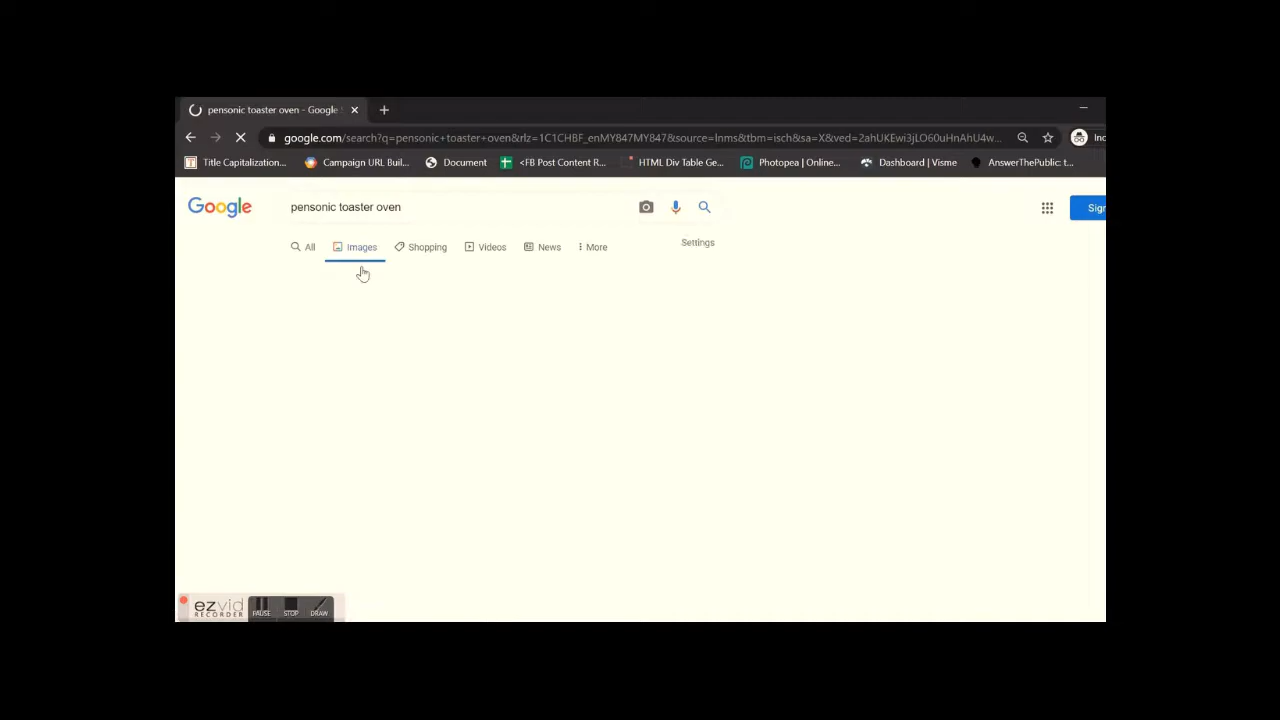 pensonic toaster oven - Google
google.com/search?q=pensonic+toaster+oven&rlz=1C1CHBF_enMY847MY847&source=lnms&tbm=isch&sa=X&ved=2ahUKEwi3jLO60uHnAhU4w...
Title Capitalization... Campaign URL Buil... Document <FB Post Content R... HTML Div Table Ge... Photopea | Online... Dashboard | Visme AnswerThePublic: t...
Google pensonic toaster oven Sign
All Images Shopping Videos News More Settings
ezvid
RECORDER PAUSE STOP DRAW